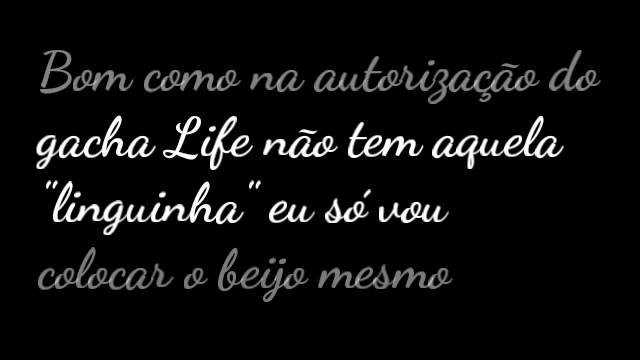 Bom como na autorização do
gacha Life não tem aquela
"linguinha" eu só vou
colocar o beijo mesmo